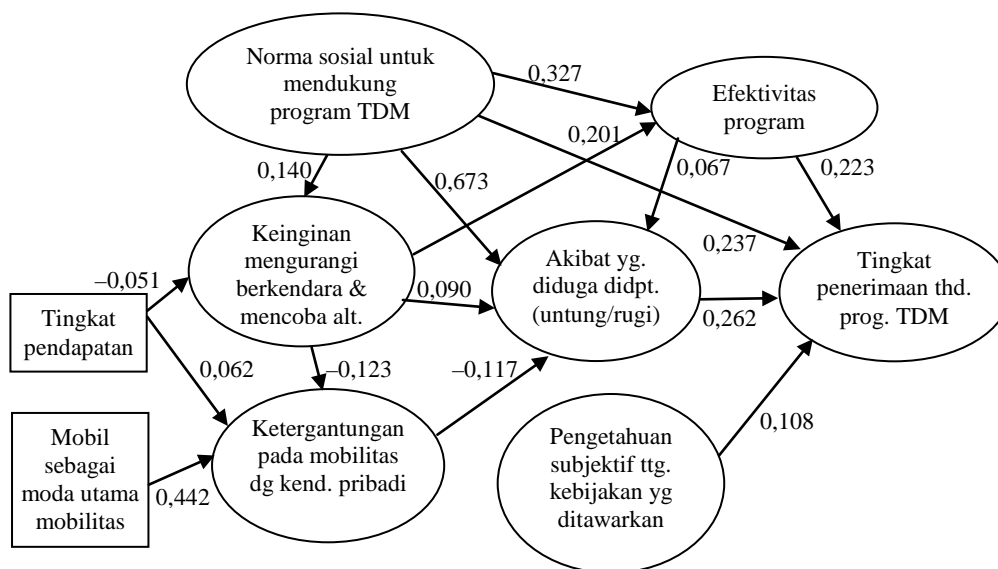 Norma sosial untuk
mendukung
program TDM
0,327
Efektivitas
program
0,201
0,140
0,673
0,067
0,223
Keinginan
mengurangi
berkendara &
mencoba alt.
0,237
Akibat yg.
diduga didpt.
(untung/rugi)
Tingkat
penerimaan thd.
prog. TDM
–0,051
0,090
0,262
Tingkat
pendapatan
0,062
–0,123
–0,117
Mobil
sebagai
moda utama
mobilitas
0,442
Ketergantungan
pada mobilitas
dg kend. pribadi
Pengetahuan
subjektif ttg.
kebijakan yg
ditawarkan
0,108